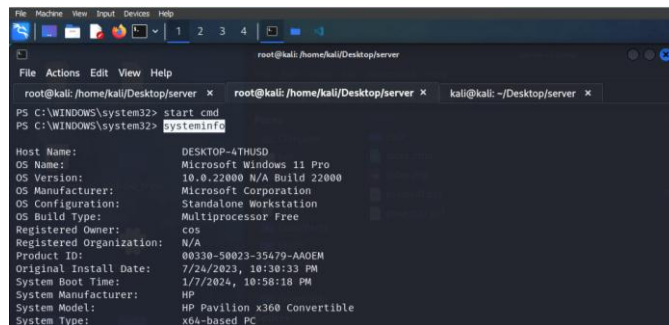 File Machine View Input Devices Help
1 2 3 4
root@kali: /home/kali/Desktop/server
File Actions Edit View Help
root@kali: /home/kali/Desktop/server × root@kali: /home/kali/Desktop/server × kali@kali: ~/Desktop/server ×
PS C:\WINDOWS\system32> start cmd
PS C:\WINDOWS\system32> systeminfo
Host Name: DESKTOP-4THUSD
OS Name: Microsoft Windows 11 Pro
OS Version: 10.0.22000 N/A Build 22000
OS Manufacturer: Microsoft Corporation
OS Configuration: Standalone Workstation
OS Build Type: Multiprocessor Free
Registered Owner: cos
Registered Organization: N/A
Product ID: 00330-50023-35479-AAOEM
Original Install Date: 7/24/2023, 10:30:33 PM
System Boot Time: 1/7/2024, 10:58:18 PM
System Manufacturer: HP
System Model: HP Pavilion x360 Convertible
System Type: x64-based PC